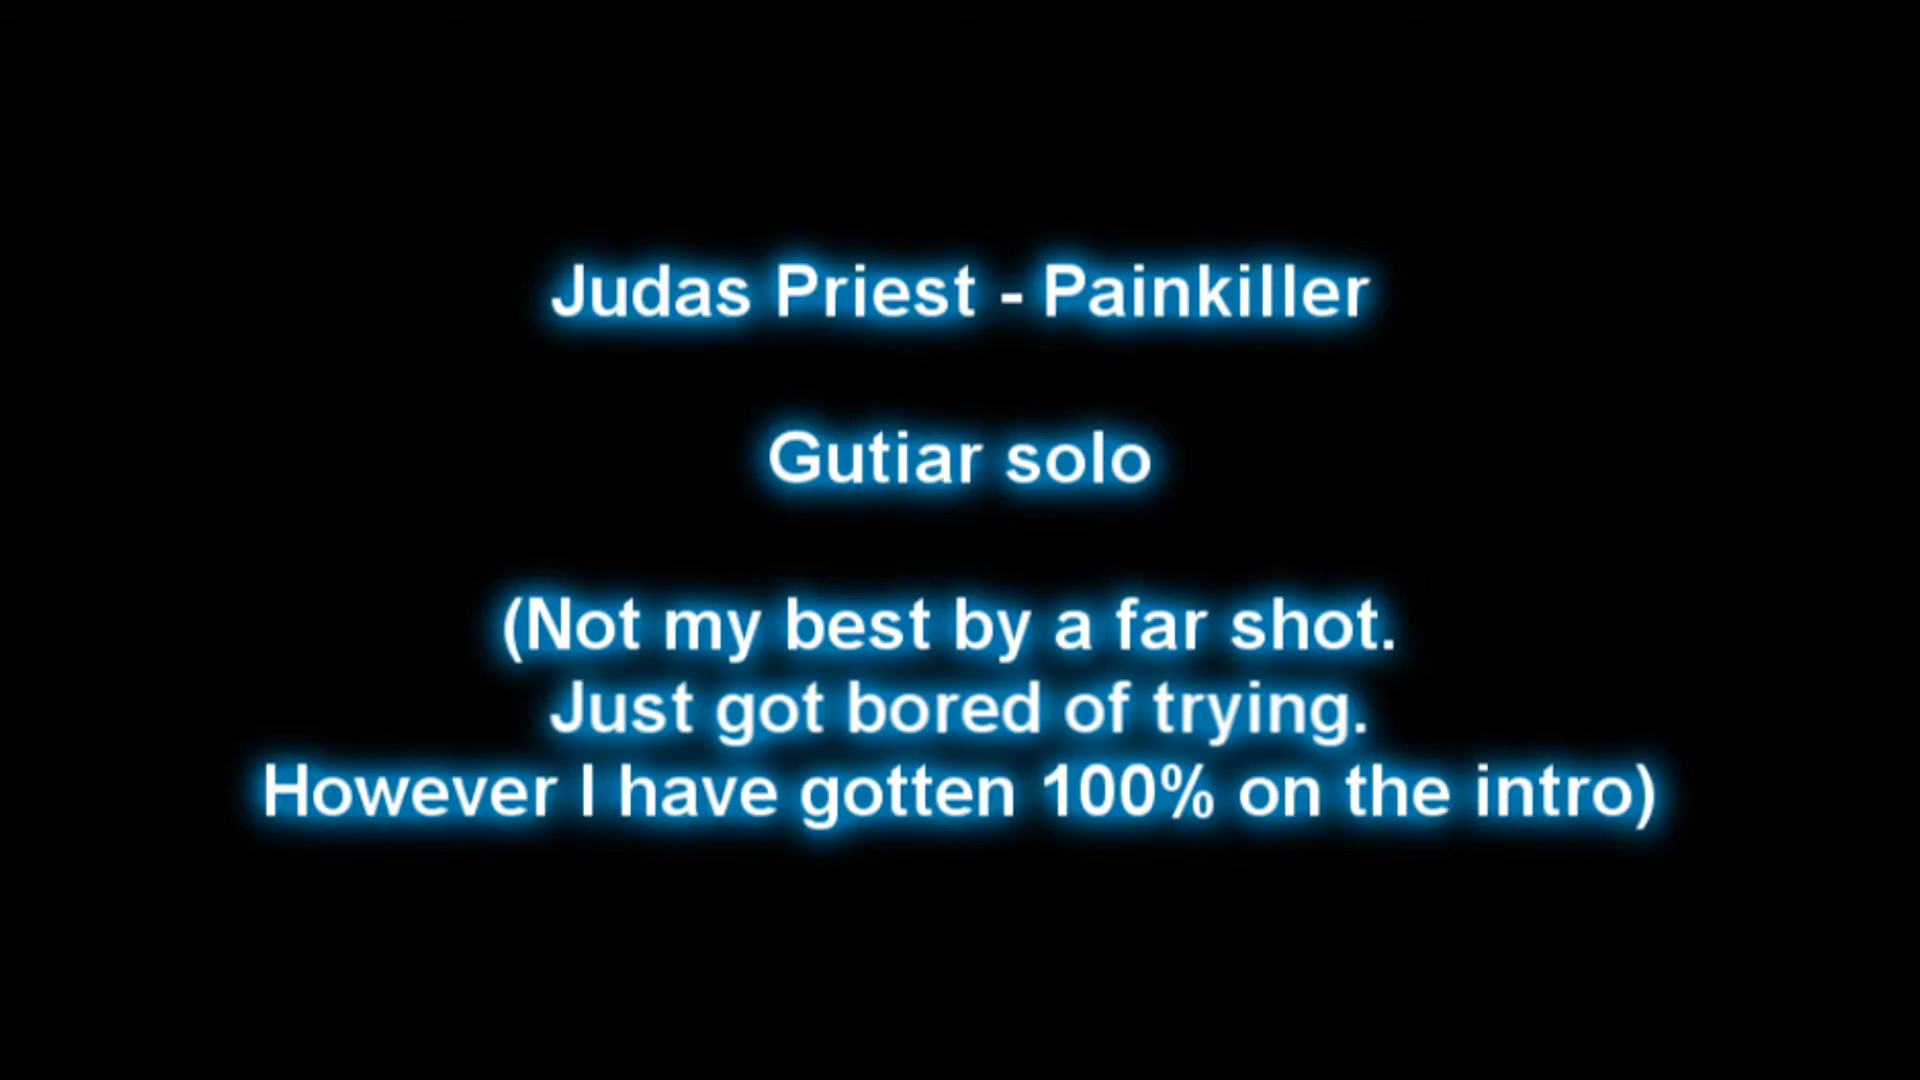 Judas Priest - Painkiller
Gutiar solo
(Not my best by a far shot.
Just got bored of trying.
However I have gotten 100% on the intro)